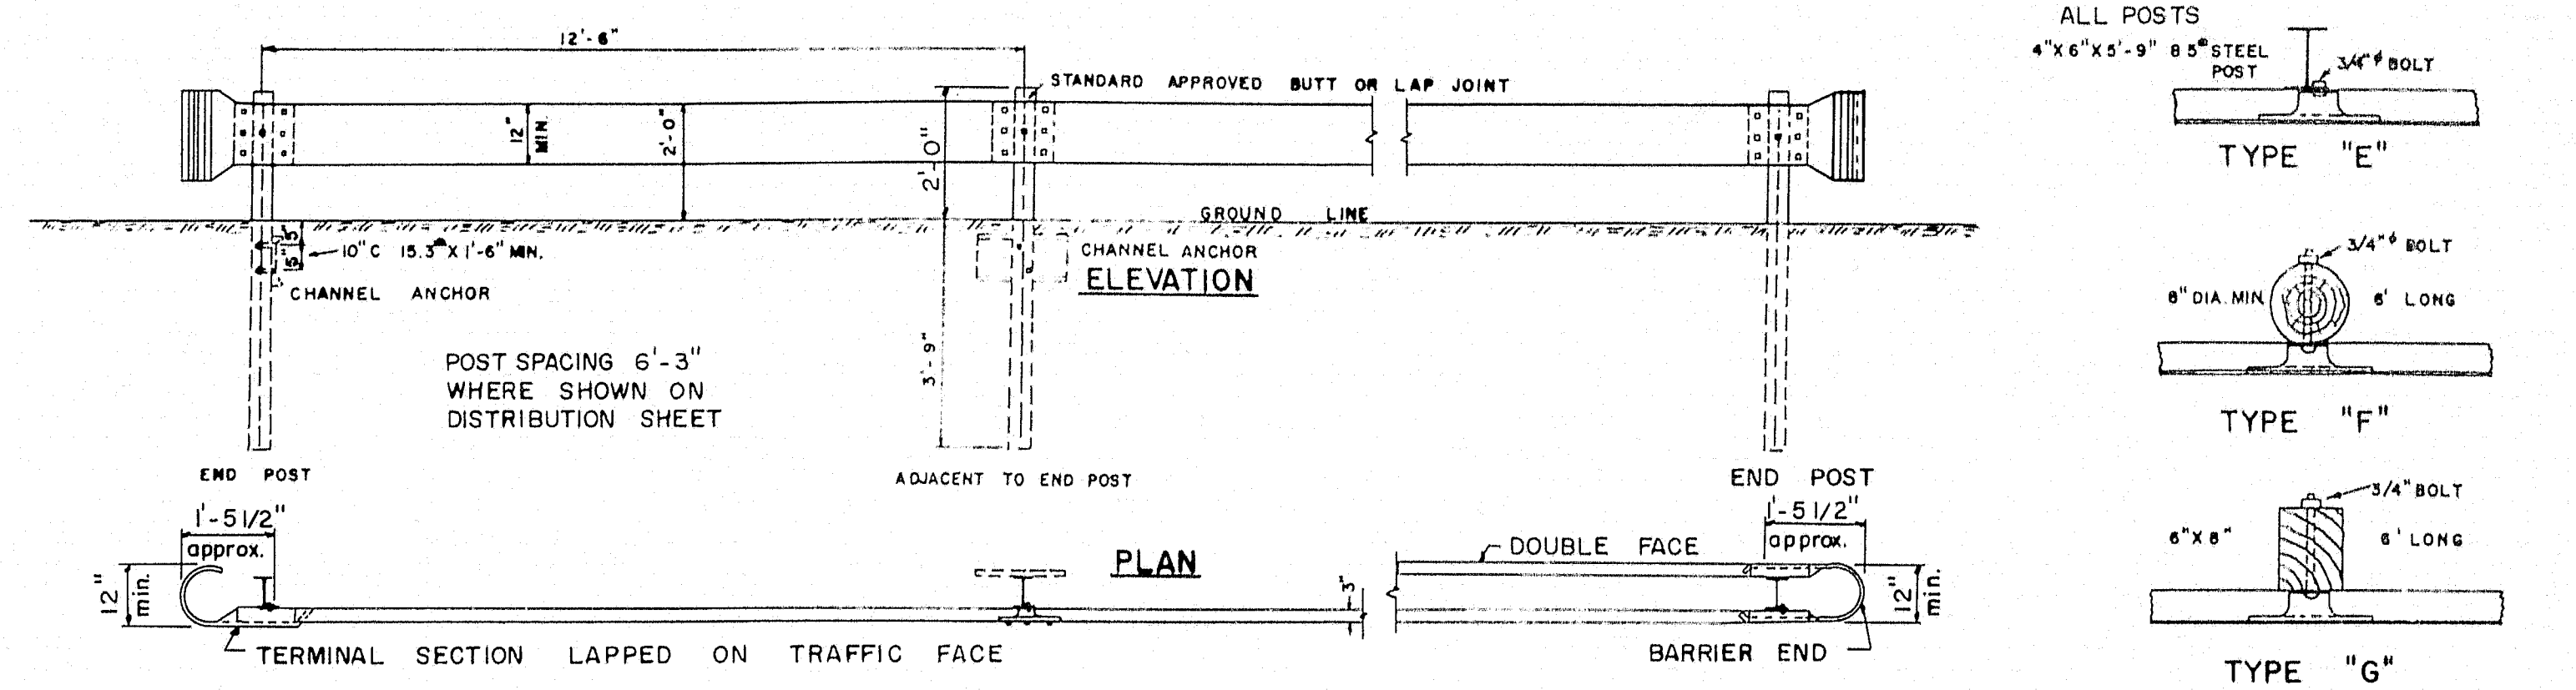 12'-6"
STANDARD APPROVED BUTT OR LAP JOINT
12" MIN.
2'-0"
2'-0"
GROUND LINE
5"
5"
10" C 15.3# X 1'-6" MIN.
CHANNEL ANCHOR
CHANNEL ANCHOR
ELEVATION
3'-9"
POST SPACING 6'-3"
WHERE SHOWN ON
DISTRIBUTION SHEET
END POST
ADJACENT TO END POST
END POST
1'-5 1/2"
approx.
12"
min.
PLAN
3"
TERMINAL SECTION LAPPED ON TRAFFIC FACE
DOUBLE FACE
1'-5 1/2"
approx.
12"
min.
BARRIER END
ALL POSTS
4"X6"X5'-9" 8 5# STEEL
POST
3/4"ϕ BOLT
TYPE "E"
3/4"ϕ BOLT
8" DIA. MIN.
6' LONG
TYPE "F"
3/4" BOLT
6"X8"
6' LONG
TYPE "G"